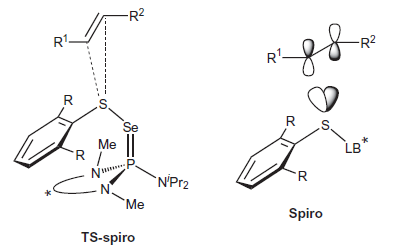 R1 R2
S
R
R
Se
Me
N P
N NiPr2
*
Me
TS-spiro
R1 R2
R S
LB*
R
Spiro